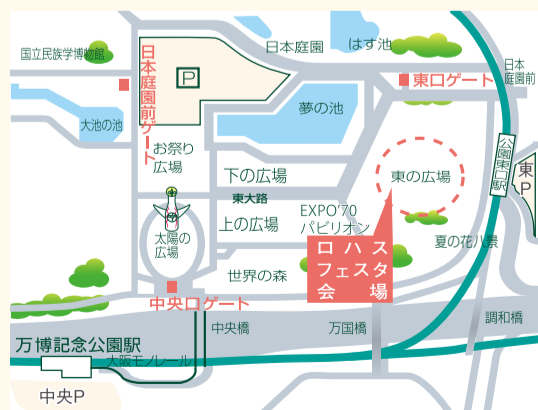 国立民族学博物館
日本庭園前ゲート
P
日本庭園
はす池
日本
庭園前
東口ゲート
大池の池
夢の池
お祭り
広場
下の広場
東の広場
公園東口駅
東P
東大路
EXPO'70
パビリオン
上の広場
太陽の
広場
夏の花八景
ロハス
フェスタ
会場
世界の森
中央口ゲート
中央橋
万国橋
調和橋
万博記念公園駅
大阪モノレール
中央P